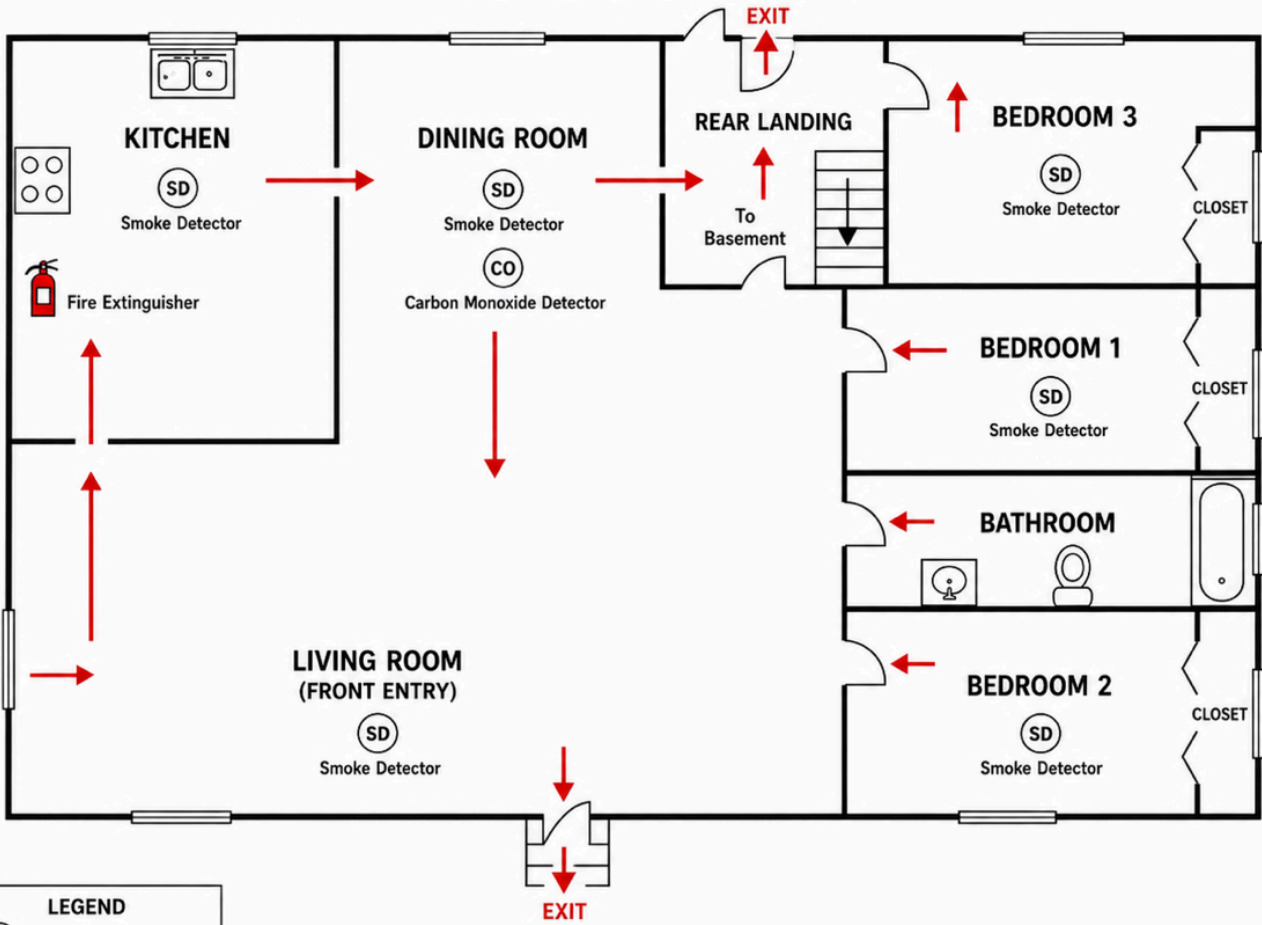 EXIT
KITCHEN
SD
Smoke Detector
Fire Extinguisher
DINING ROOM
SD
Smoke Detector
CO
Carbon Monoxide Detector
REAR LANDING
To
Basement
BEDROOM 3
SD
Smoke Detector
CLOSET
BEDROOM 1
SD
Smoke Detector
CLOSET
BATHROOM
LIVING ROOM
(FRONT ENTRY)
SD
Smoke Detector
BEDROOM 2
SD
Smoke Detector
CLOSET
EXIT
LEGEND